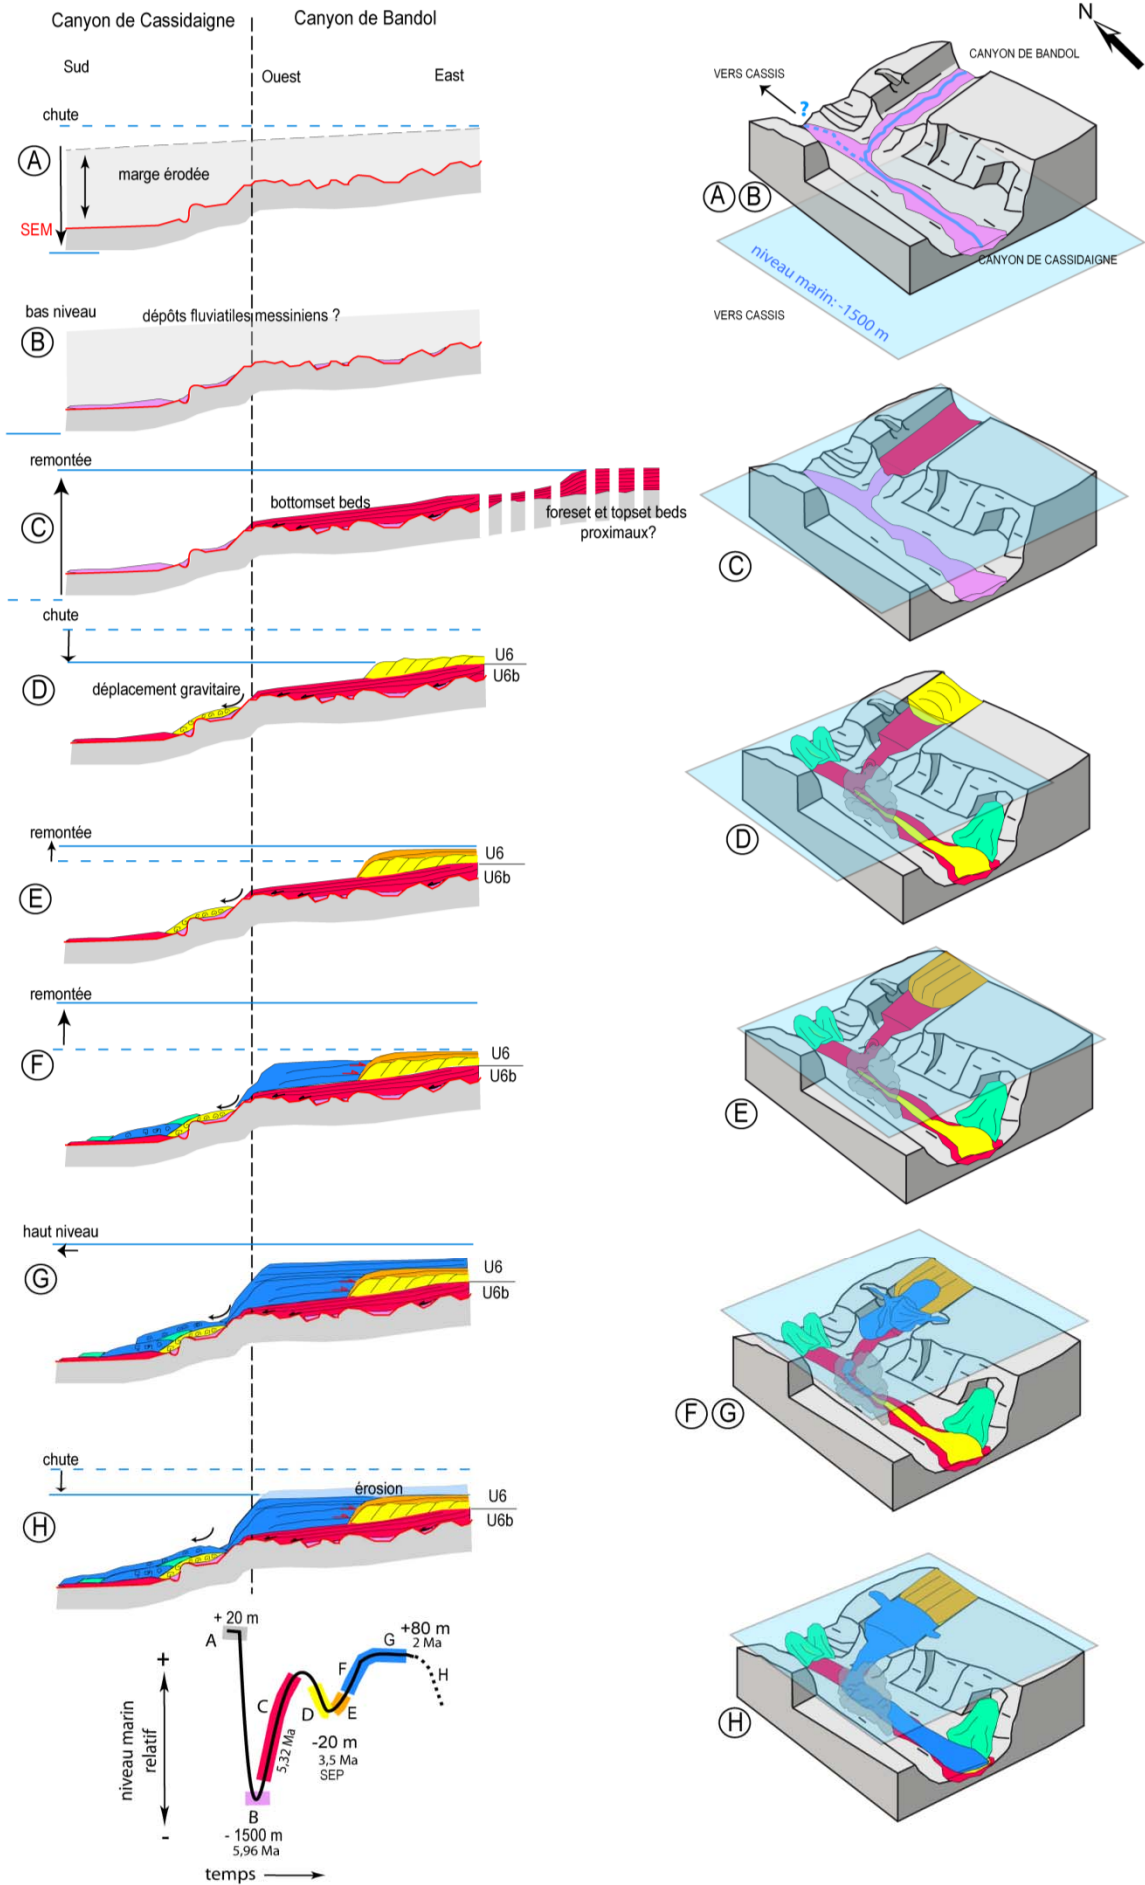 Canyon de Cassidaigne
Canyon de Bandol
Sud
Ouest
East
chute
A
marge érodée
SEM
bas niveau
B
dépôts fluviatiles messiniens ?
remontée
C
bottomset beds
foreset et topset beds
proximaux?
chute
D
déplacement gravitaire
U6
U6b
remontée
E
U6
U6b
remontée
F
U6
U6b
haut niveau
G
U6
U6b
chute
H
érosion
U6
U6b
+ 20 m
A
+80 m
2 Ma
G
H
F
C
D
E
5,32 Ma
-20 m
3,5 Ma
SEP
B
- 1500 m
5,96 Ma
+
niveau marin
relatif
-
temps
N
CANYON DE BANDOL
VERS CASSIS
?
A B
CANYON DE CASSIDAIGNE
niveau marin: -1500 m
VERS CASSIS
C
D
E
F G
H